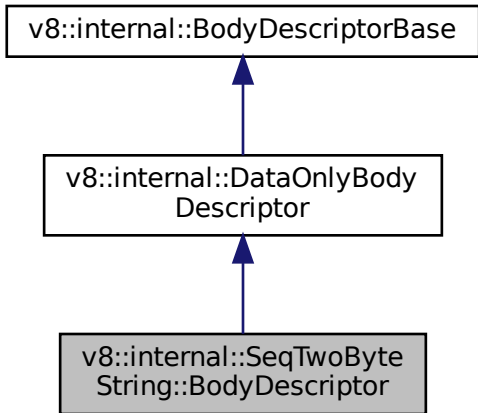 v8::internal::BodyDescriptorBase
v8::internal::DataOnlyBody
Descriptor
v8::internal::SeqTwoByte
String::BodyDescriptor